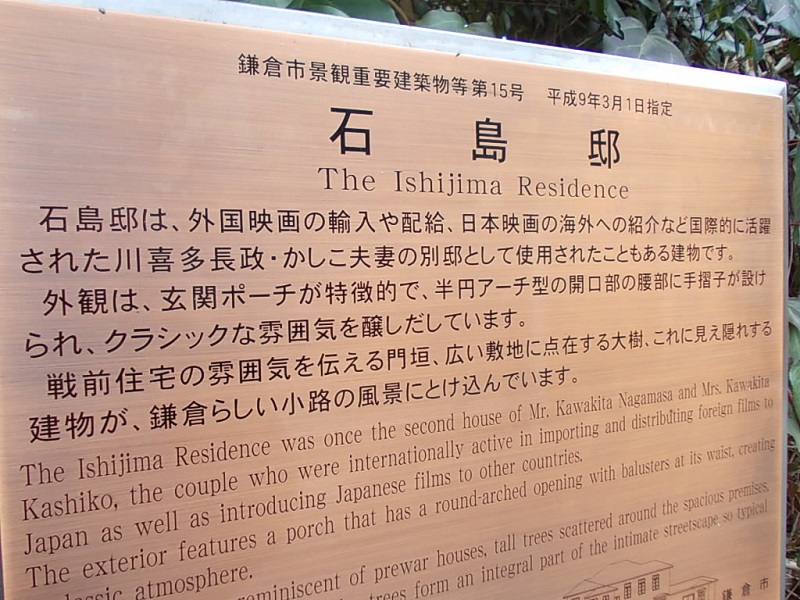 鎌倉市景観重要建築物等第15号　平成9年3月1日指定
石島邸
The Ishijima Residence
石島邸は、外国映画の輸入や配給、日本映画の海外への紹介など国際的に活躍
された川喜多長政・かしこ夫妻の別邸として使用されたこともある建物です。
外観は、玄関ポーチが特徴的で、半円アーチ型の開口部の腰部に手摺子が設け
られ、クラシックな雰囲気を醸しだしています。
戦前住宅の雰囲気を伝える門垣、広い敷地に点在する大樹、これに見え隠れする
建物が、鎌倉らしい小路の風景にとけ込んでいます。
The Ishijima Residence was once the second house of Mr. Kawakita Nagamasa and Mrs. Kawakita
Kashiko, the couple who were internationally active in importing and distributing foreign films to
Japan as well as introducing Japanese films to other countries.
The exterior features a porch that has a round-arched opening with balusters at its waist, creating
atmosphere.
reminiscent of prewar houses, tall trees scattered around the spacious premises,
trees form an integral part of the intimate streetscape so typical
鎌倉市